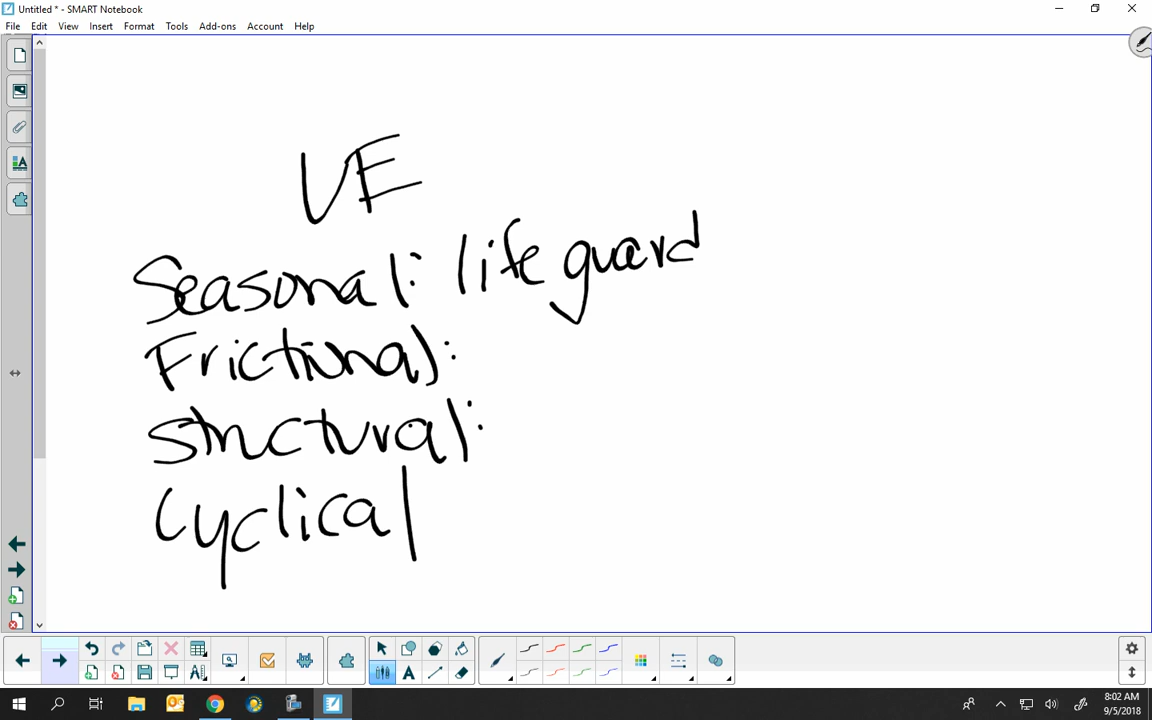 Untitled * - SMART Notebook
File Edit View Insert Format Tools Add-ons Account Help
UE
Seasonal: life guard
Frictional:
Structural:
Cyclical
8:02 AM
9/5/2018